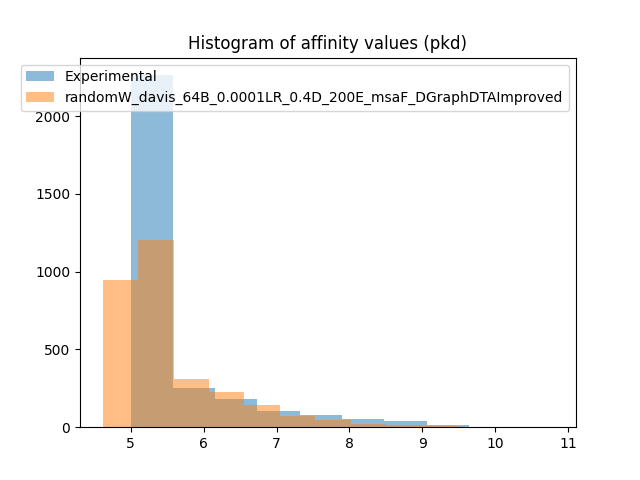 Histogram of affinity values (pkd)
Experimental
randomW_davis_64B_0.0001LR_0.4D_200E_msaF_DGraphDTAImproved
2000
1500
1000
500
0
5 6 7 8 9 10 11